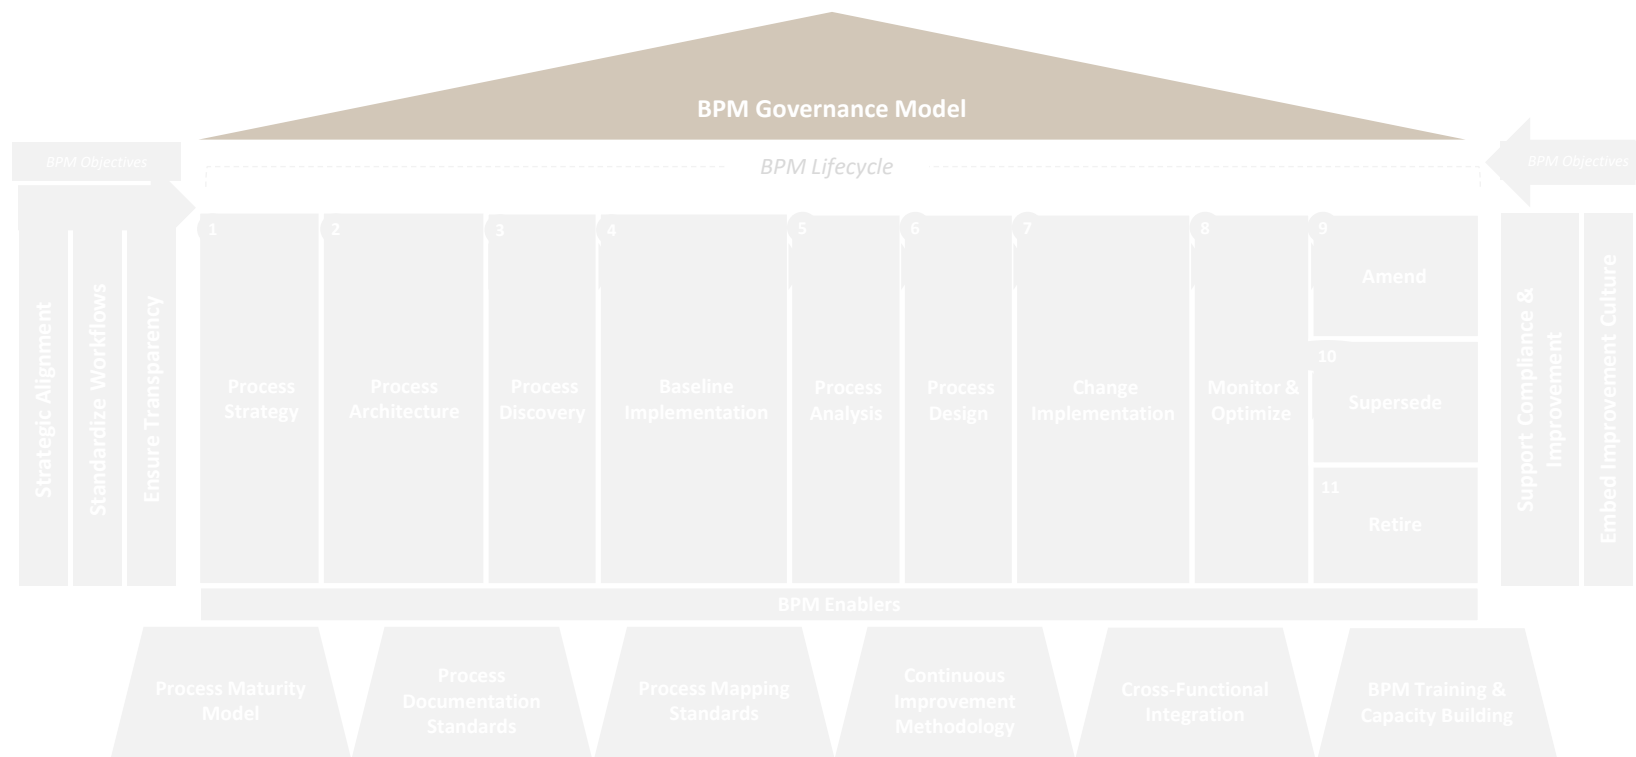 BPM Governance Model
BPM Objectives
BPM Lifecycle
BPM Objectives
Strategic Alignment
Standardize Workflows
Ensure Transparency
1
Process
Strategy
2
Process
Architecture
3
Process
Discovery
4
Baseline
Implementation
5
Process
Analysis
6
Process
Design
7
Change
Implementation
8
Monitor &
Optimize
9
Amend
10
Supersede
11
Retire
Support Compliance &
Improvement
Embed Improvement Culture
BPM Enablers
Process Maturity
Model
Process
Documentation
Standards
Process Mapping
Standards
Continuous
Improvement
Methodology
Cross-Functional
Integration
BPM Training &
Capacity Building